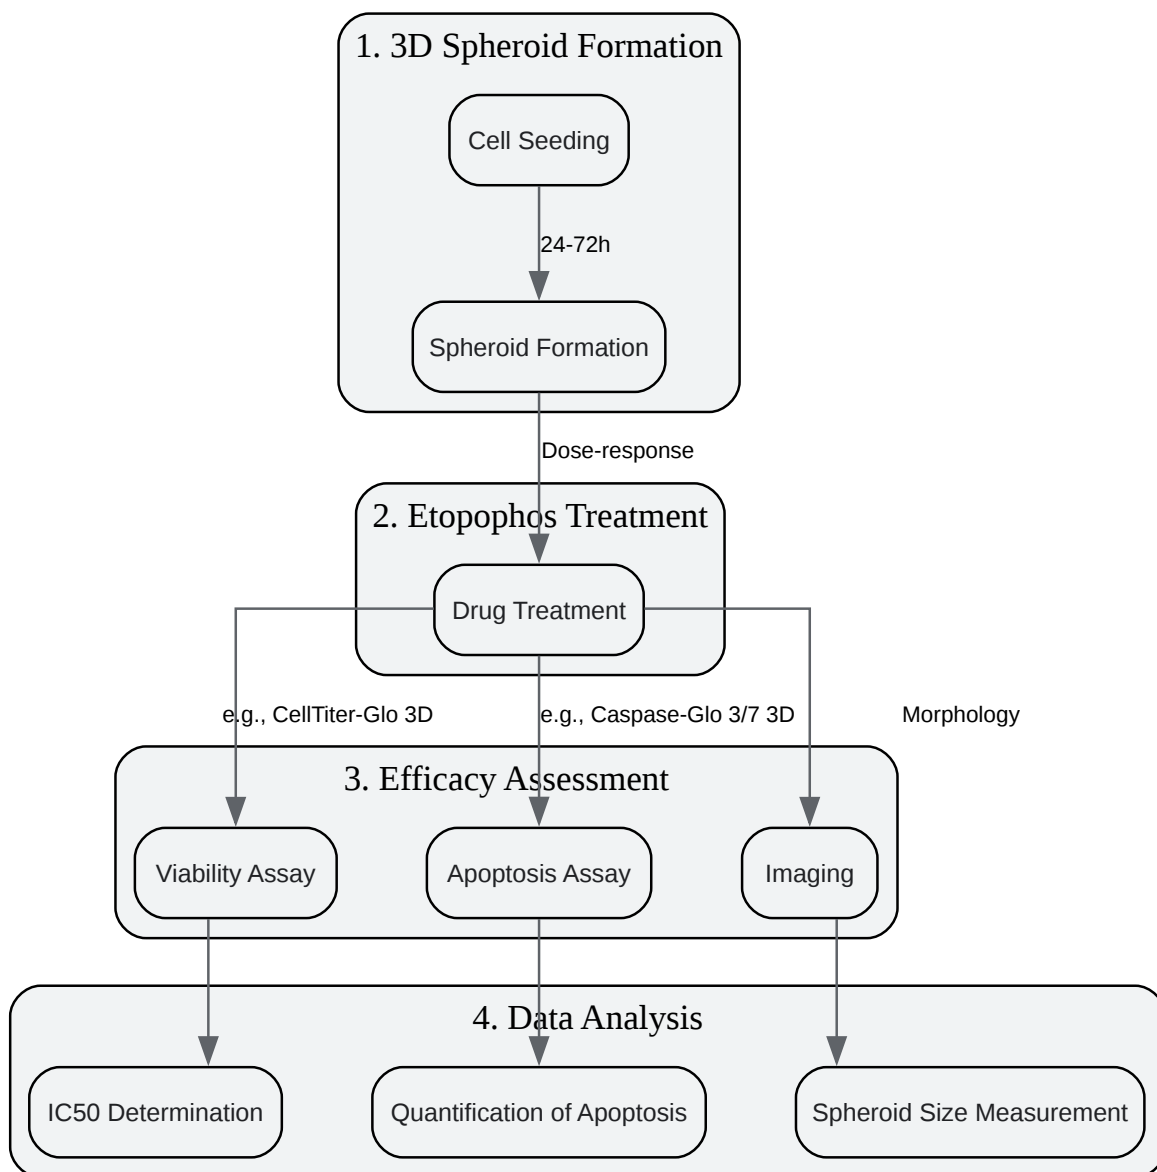 1. 3D Spheroid Formation
Cell Seeding
24-72h
Spheroid Formation
Dose-response
2. Etopophos Treatment
Drug Treatment
e.g., CellTiter-Glo 3D
e.g., Caspase-Glo 3/7 3D
Morphology
3. Efficacy Assessment
Viability Assay
Apoptosis Assay
Imaging
4. Data Analysis
IC50 Determination
Quantification of Apoptosis
Spheroid Size Measurement